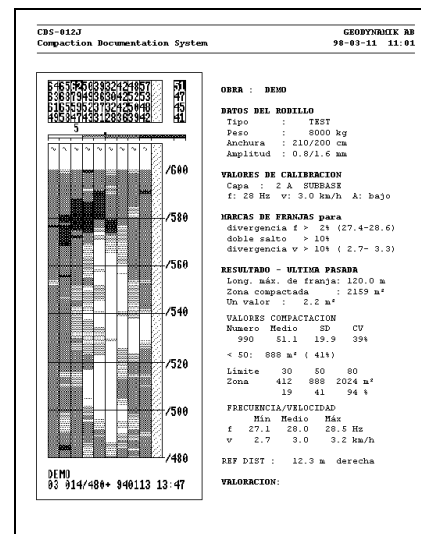 CDS-012J GEODYNAMIK AB
Compaction Documentation System 98-03-11 11:01
51
47
45
41
5
/600
/580
/560
/540
/520
/500
/480
DEMO
03 014/480+ 940113 13:47
OBRA : DEMO
DATOS DEL RODILLO
Tipo : TEST
Peso : 8000 kg
Anchura : 210/200 cm
Amplitud : 0.8/1.6 mm
VALORES DE CALIBRACION
Capa : 2 A SUBBASE
f: 28 Hz v: 3.0 km/h A: bajo
MARCAS DE FRANJAS para
divergencia f > 2% (27.4-28.6)
doble salto > 10%
divergencia v > 10% ( 2.7- 3.3)
RESULTADO - ULTIMA PASADA
Long. máx. de franja: 120.0 m
Zona compactada : 2159 m²
Un valor : 2.2 m²
VALORES COMPACTACION
Numero Medio SD CV
990 51.1 19.9 39%
< 50: 888 m² ( 41%)
Limite 30 50 80
Zona 412 888 2024 m²
19 41 94 %
FRECUENCIA/VELOCIDAD
Mín Medio Máx
f 27.1 28.0 28.5 Hz
v 2.7 3.0 3.2 km/h
REF DIST : 12.3 m derecha
VALORACION: